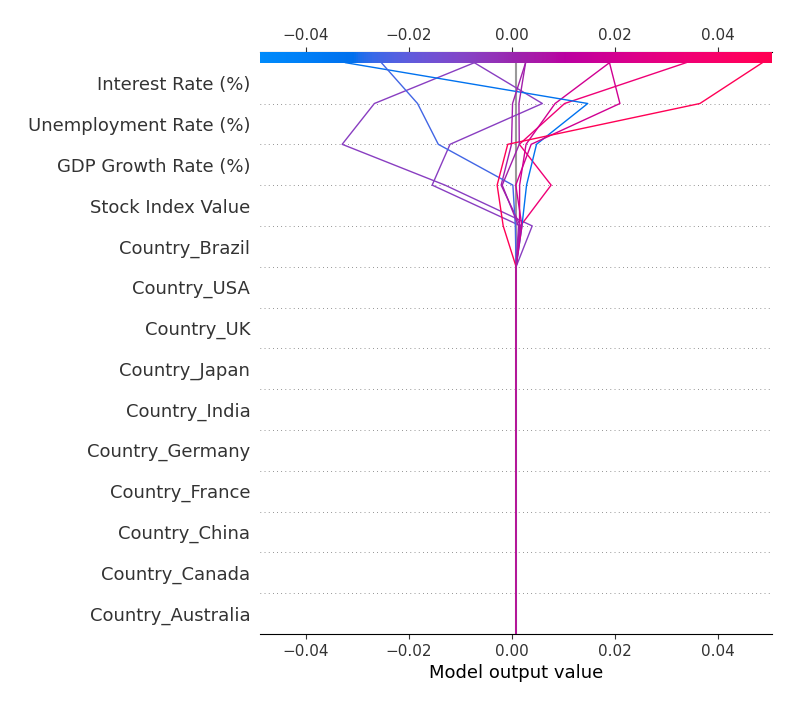 −0.04 −0.02 0.00 0.02 0.04
Interest Rate (%)
Unemployment Rate (%)
GDP Growth Rate (%)
Stock Index Value
Country_Brazil
Country_USA
Country_UK
Country_Japan
Country_India
Country_Germany
Country_France
Country_China
Country_Canada
Country_Australia
−0.04 −0.02 0.00 0.02 0.04
Model output value